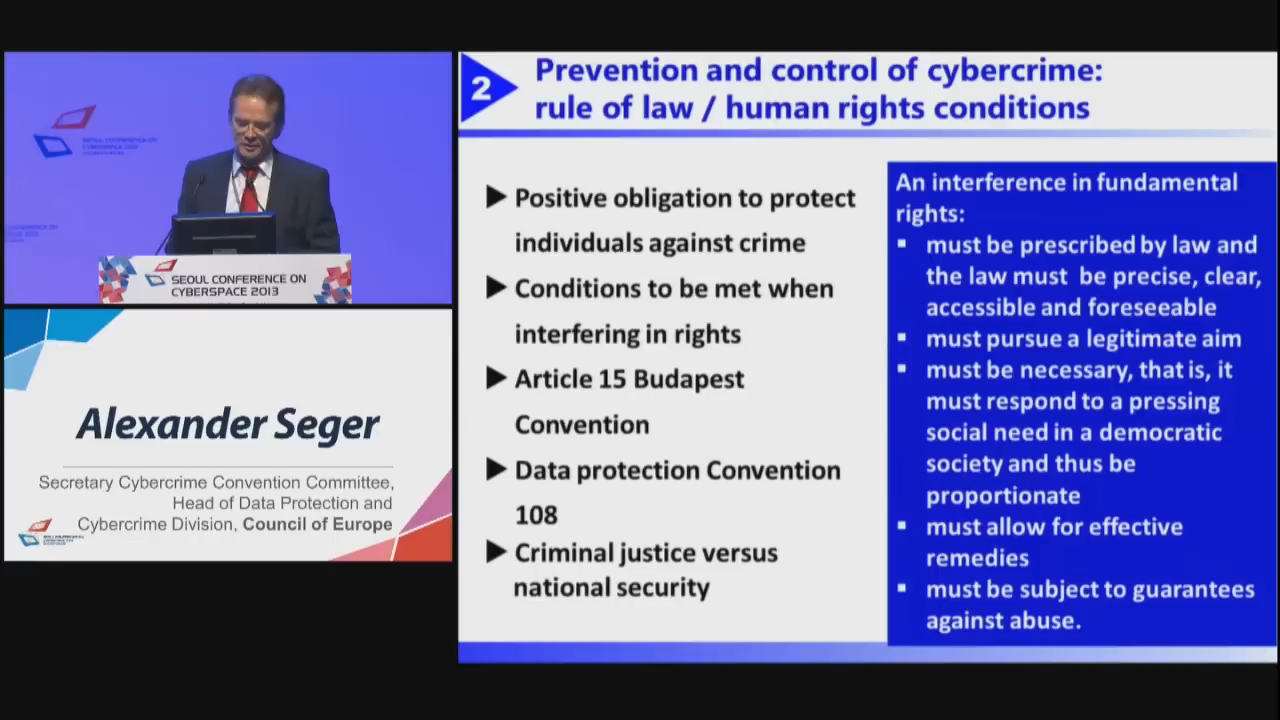 SEOUL CONFERENCE ON
CYBERSPACE 2013
SEOUL CONFERENCE ON
CYBERSPACE 2013
Alexander Seger
Secretary Cybercrime Convention Committee,
Head of Data Protection and
Cybercrime Division, Council of Europe
2
Prevention and control of cybercrime:
rule of law / human rights conditions
Positive obligation to protect
individuals against crime
Conditions to be met when
interfering in rights
Article 15 Budapest
Convention
Data protection Convention
108
Criminal justice versus
national security
An interference in fundamental
rights:
must be prescribed by law and
the law must be precise, clear,
accessible and foreseeable
must pursue a legitimate aim
must be necessary, that is, it
must respond to a pressing
social need in a democratic
society and thus be
proportionate
must allow for effective
remedies
must be subject to guarantees
against abuse.